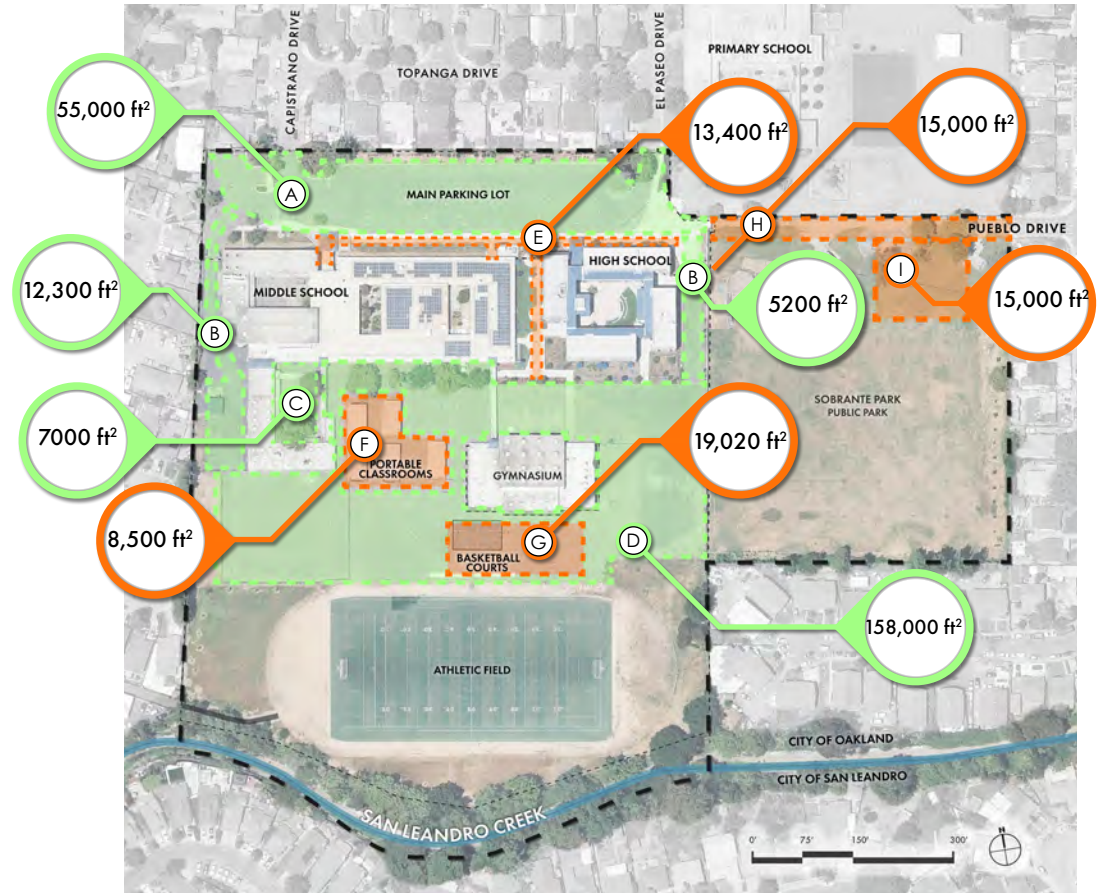 CAPISTRANO DRIVE
TOPANGA DRIVE
EL PASEO DRIVE
PRIMARY SCHOOL
55,000 ft²
13,400 ft²
15,000 ft²
A
MAIN PARKING LOT
E
H
PUEBLO DRIVE
HIGH SCHOOL
B
I
MIDDLE SCHOOL
12,300 ft²
5200 ft²
15,000 ft²
B
SOBRANTE PARK
PUBLIC PARK
C
7000 ft²
F
19,020 ft²
PORTABLE
CLASSROOMS
GYMNASIUM
8,500 ft²
G
D
BASKETBALL
COURTS
158,000 ft²
ATHLETIC FIELD
CITY OF OAKLAND
CITY OF SAN LEANDRO
SAN LEANDRO CREEK
0' 75' 150' 300'
N